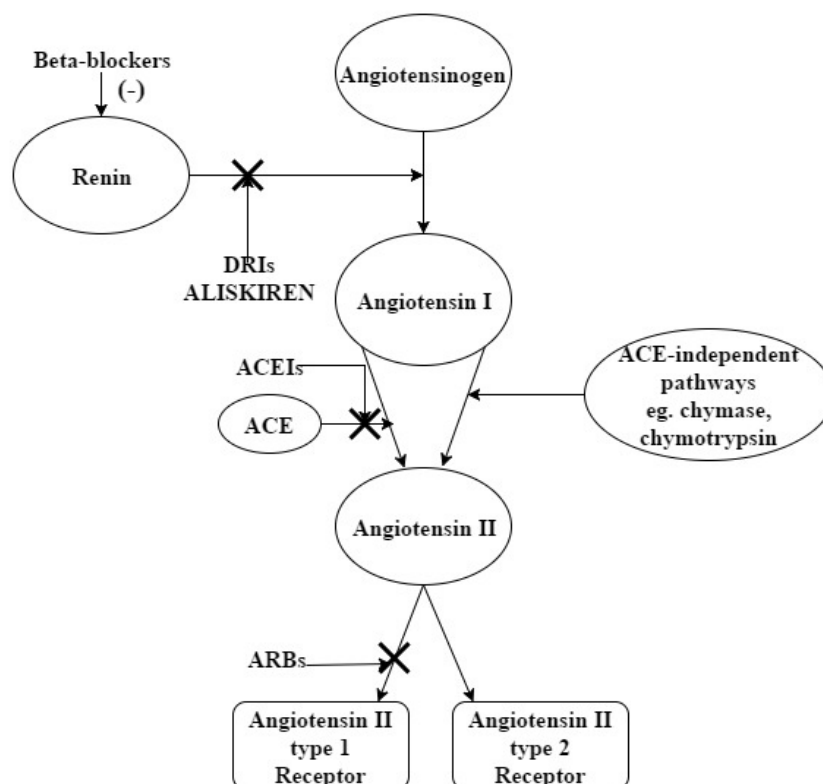 Beta-blockers
(-)
Angiotensinogen
Renin
DRIs
ALISKIREN
Angiotensin I
ACEIs
ACE
ACE-independent
pathways
eg. chymase,
chymotrypsin
Angiotensin II
ARBs
Angiotensin II
type 1
Receptor
Angiotensin II
type 2
Receptor